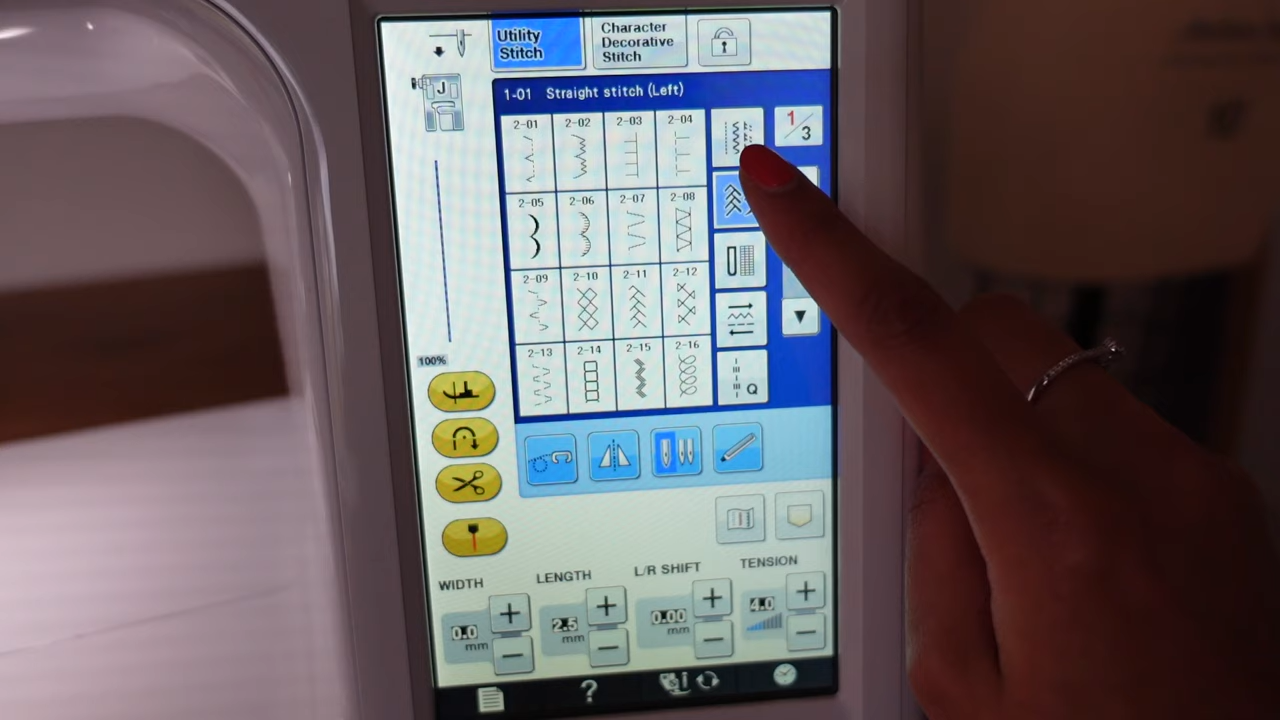 Utility
Stitch
Character
Decorative
Stitch
J
1-01 Straight stitch (Left)
2-01 2-02 2-03 2-04
1/3
2-05 2-06 2-07 2-08
2-09 2-10 2-11 2-12
2-13 2-14 2-15 2-16
Q
100%
WIDTH LENGTH L/R SHIFT TENSION
0.0 mm
2.5 mm
0.00 mm
4.0
?